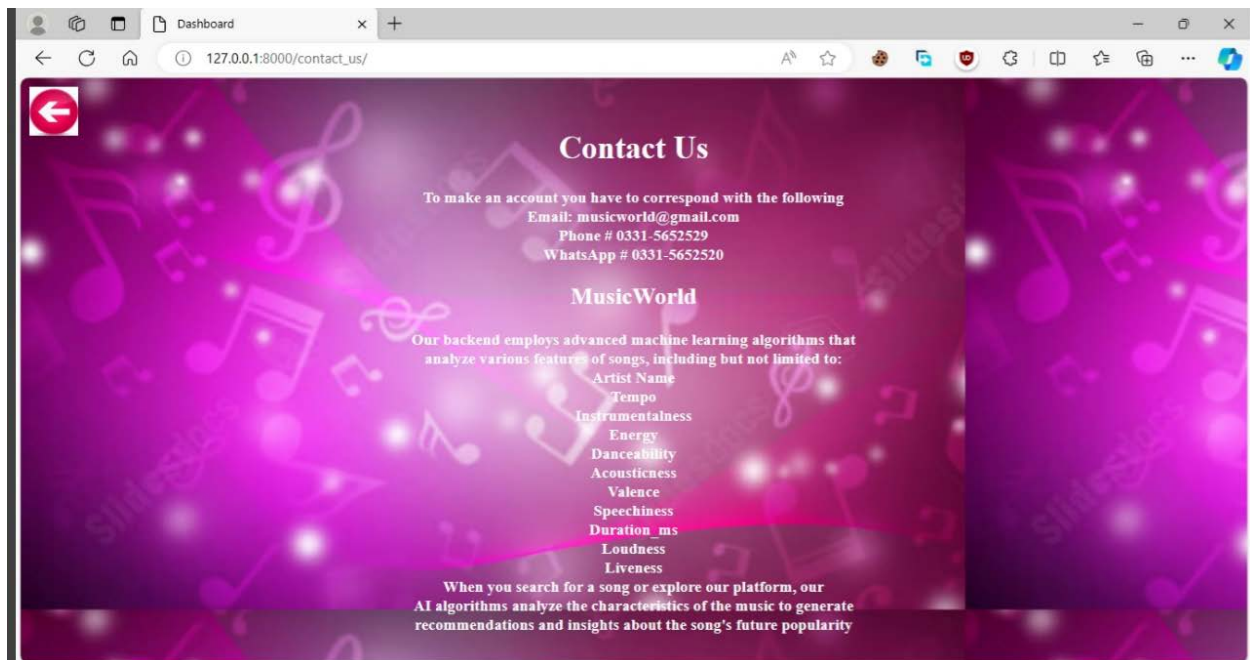 Dashboard
127.0.0.1:8000/contact_us/
Contact Us
To make an account you have to correspond with the following
Email: musicworld@gmail.com
Phone # 0331-5652529
WhatsApp # 0331-5652520
MusicWorld
Our backend employs advanced machine learning algorithms that
analyze various features of songs, including but not limited to:
Artist Name
Tempo
Instrumentalness
Energy
Danceability
Acousticness
Valence
Speechiness
Duration_ms
Loudness
Liveness
When you search for a song or explore our platform, our
AI algorithms analyze the characteristics of the music to generate
recommendations and insights about the song's future popularity